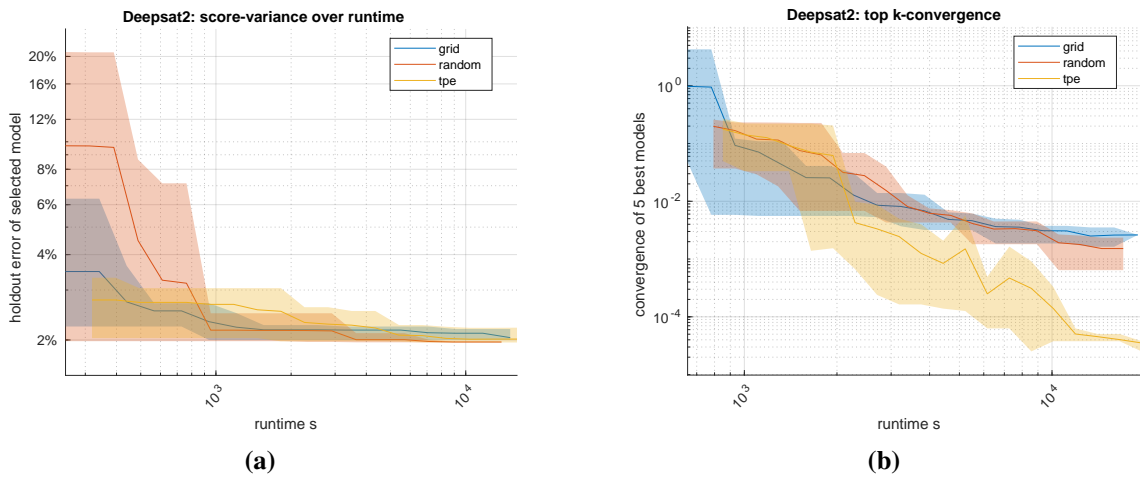 Deepsat2: score-variance over runtime
grid
random
tpe
20%
16%
12%
8%
6%
4%
2%
holdout error of selected model
10^3
10^4
runtime s
(a)
Deepsat2: top k-convergence
grid
random
tpe
10^0
10^-2
10^-4
convergence of 5 best models
10^3
10^4
runtime s
(b)